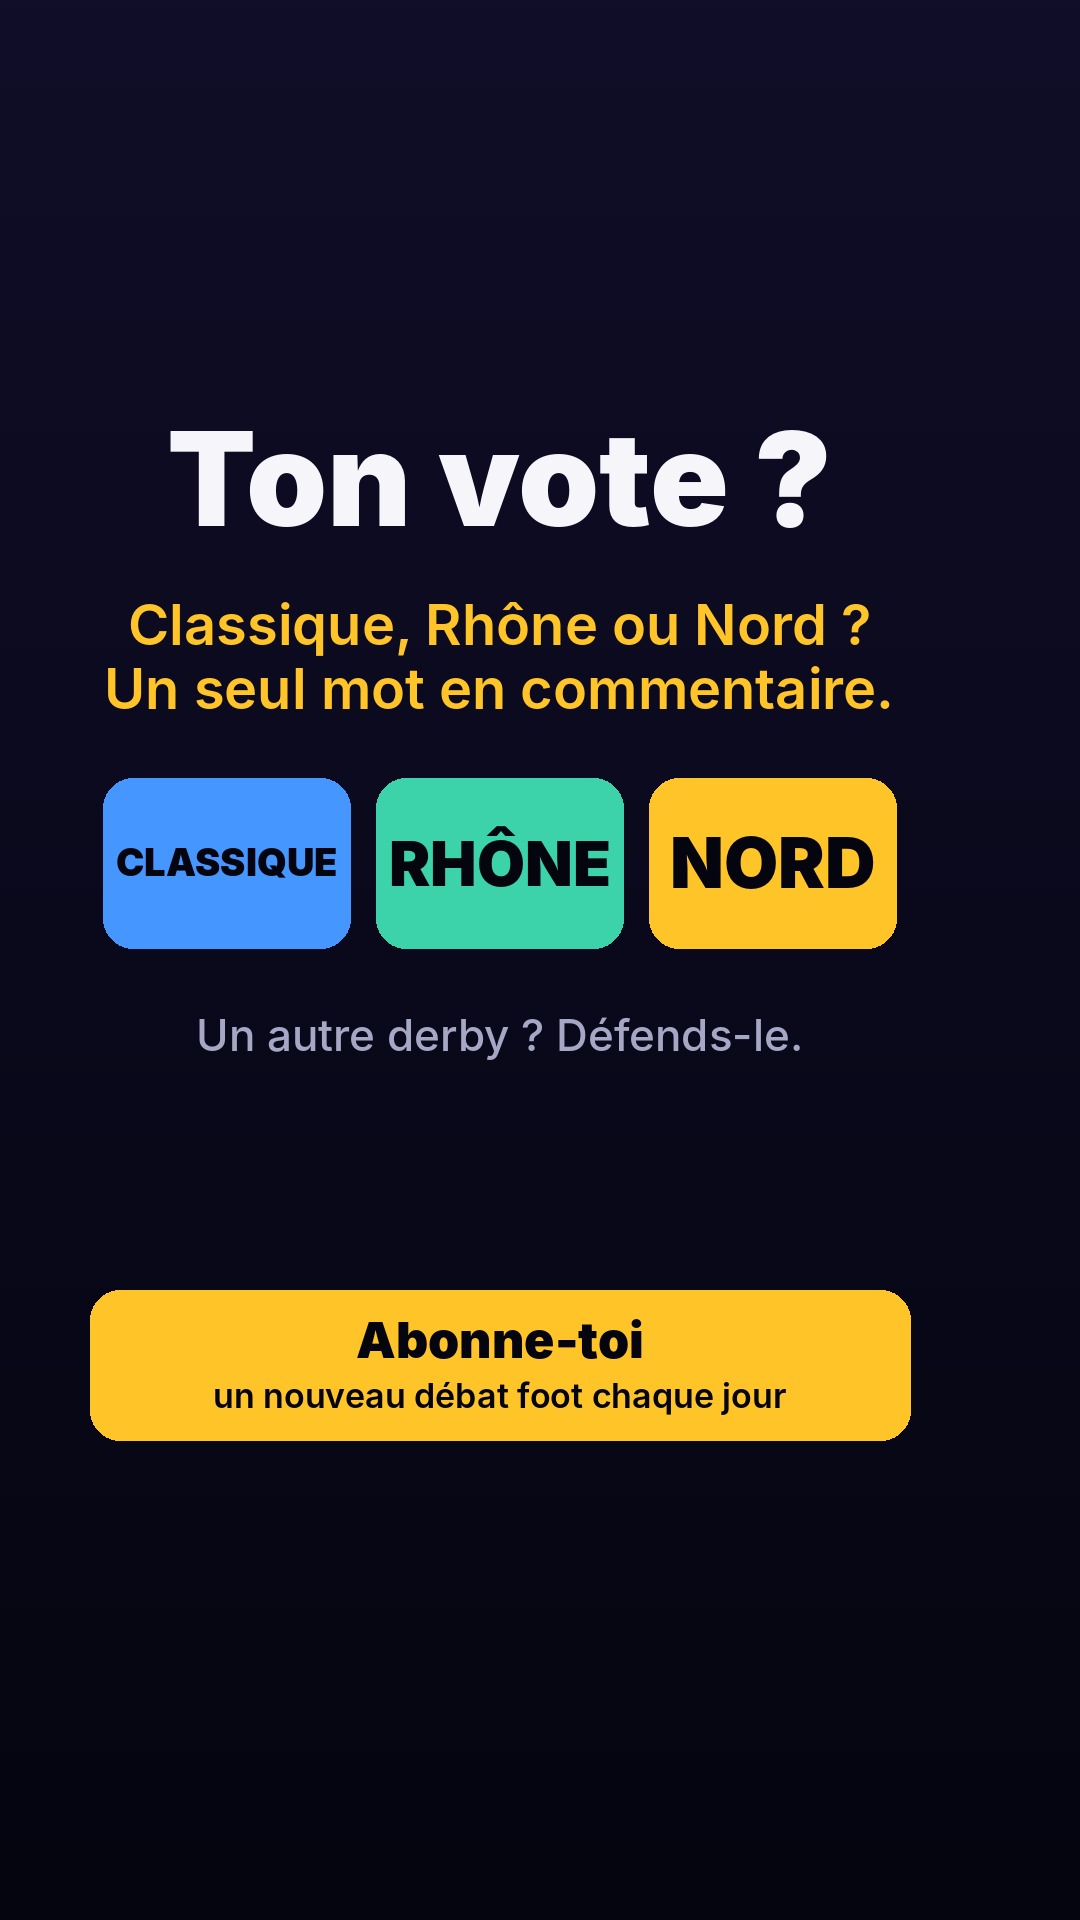 Ton vote ?
Classique, Rhône ou Nord ?
Un seul mot en commentaire.
CLASSIQUE RHÔNE NORD
Un autre derby ? Défends-le.
Abonne-toi
un nouveau débat foot chaque jour